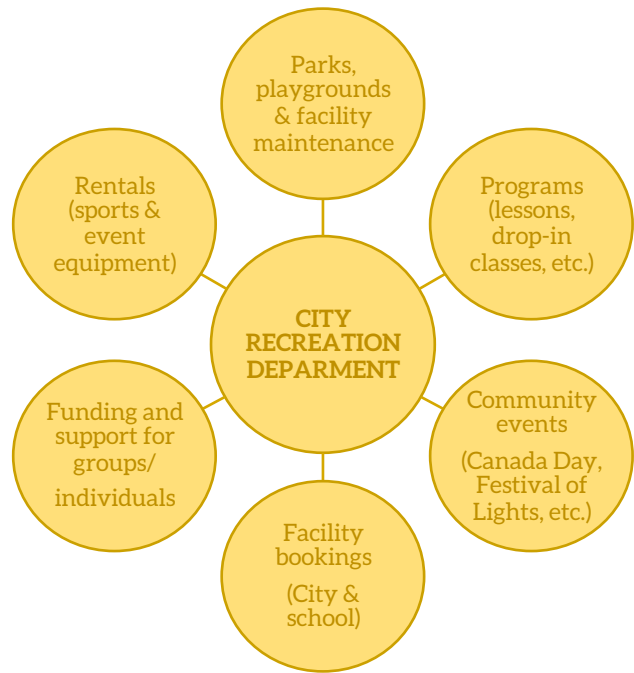 Parks,
playgrounds
& facility
maintenance
Rentals
(sports &
event
equipment)
Programs
(lessons,
drop-in
classes, etc.)
CITY
RECREATION
DEPARMENT
Funding and
support for
groups/
individuals
Community
events
(Canada Day,
Festival of
Lights, etc.)
Facility
bookings
(City &
school)